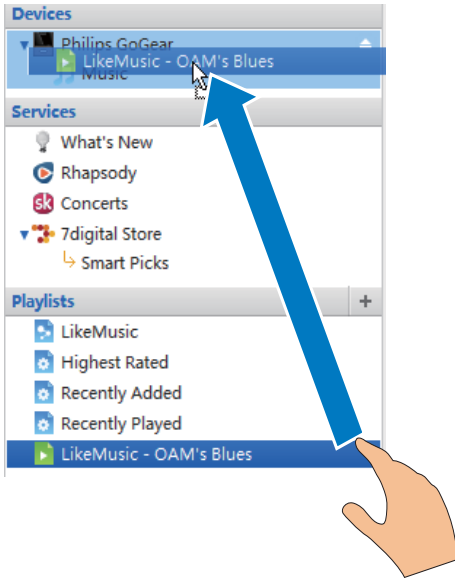 Devices
Philips GoGear
LikeMusic - OAM's Blues
Music
Services
What's New
Rhapsody
sk Concerts
7digital Store
Smart Picks
Playlists +
LikeMusic
Highest Rated
Recently Added
Recently Played
LikeMusic - OAM's Blues